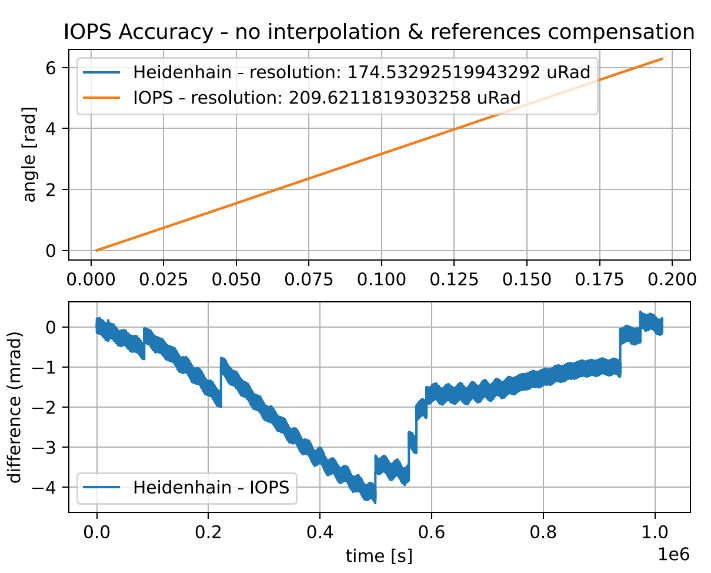 IOPS Accuracy - no interpolation & references compensation
Heidenhain - resolution: 174.53292519943292 uRad
IOPS - resolution: 209.6211819303258 uRad
angle [rad]
6
4
2
0
0.000 0.025 0.050 0.075 0.100 0.125 0.150 0.175 0.200
difference (mrad)
0
−1
−2
−3
−4
Heidenhain - IOPS
0.0 0.2 0.4 0.6 0.8 1.0
1e6
time [s]